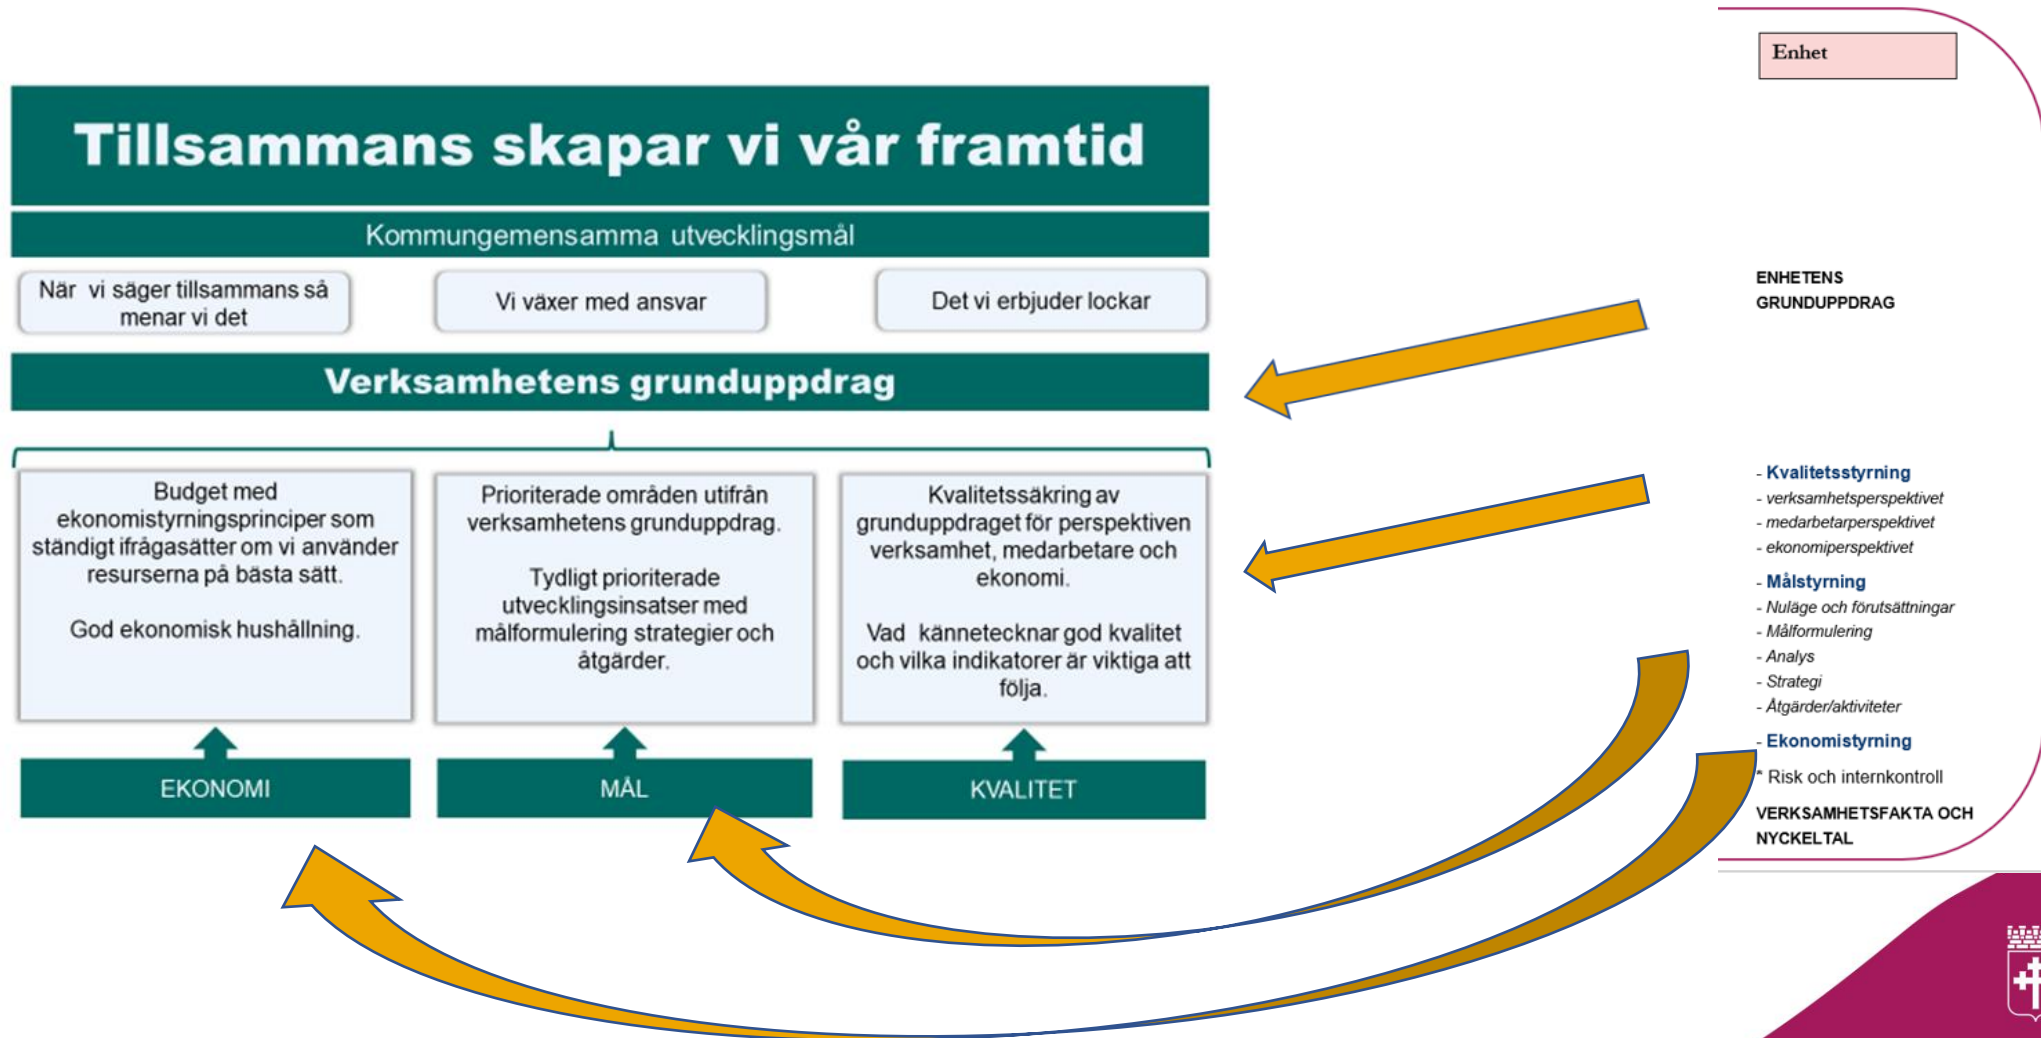 Tillsammans skapar vi vår framtid
Kommungemensamma utvecklingsmål
När vi säger tillsammans så
menar vi det
Vi växer med ansvar
Det vi erbjuder lockar
Verksamhetens grunduppdrag
Budget med
ekonomistyrningsprinciper som
ständigt ifrågasätter om vi använder
resurserna på bästa sätt.
God ekonomisk hushållning.
Prioriterade områden utifrån
verksamhetens grunduppdrag.
Tydligt prioriterade
utvecklingsinsatser med
målformulering strategier och
åtgärder.
Kvalitetssäkring av
grunduppdraget för perspektiven
verksamhet, medarbetare och
ekonomi.
Vad kännetecknar god kvalitet
och vilka indikatorer är viktiga att
följa.
EKONOMI
MÅL
KVALITET
Enhet
ENHETENS
GRUNDUPPDRAG
- Kvalitetsstyrning
- verksamhetsperspektivet
- medarbetarperspektivet
- ekonomiperspektivet
- Målstyrning
- Nuläge och förutsättningar
- Målformulering
- Analys
- Strategi
- Åtgärder/aktiviteter
- Ekonomistyrning
* Risk och internkontroll
VERKSAMHETSFAKTA OCH
NYCKELTAL